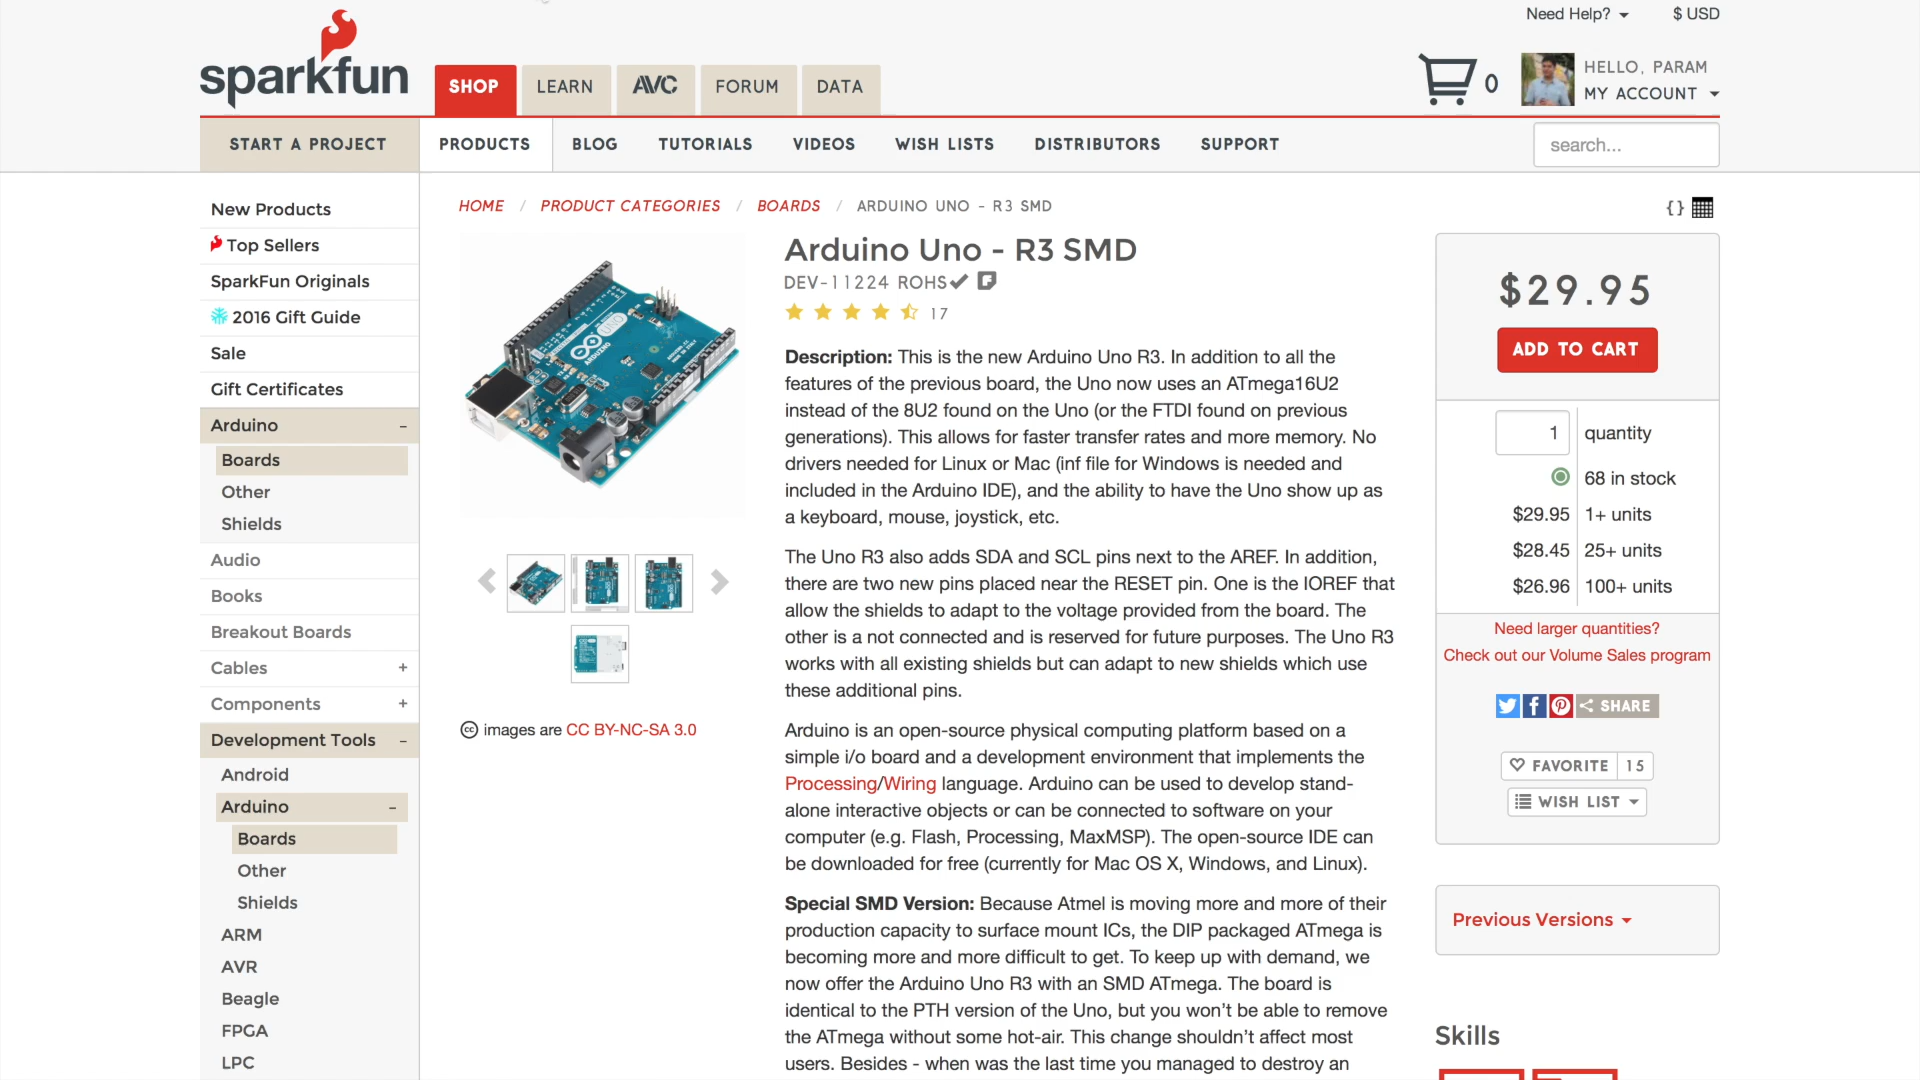 Need Help?
$ USD
sparkfun
SHOP
LEARN
AVC
FORUM
DATA
0
HELLO, PARAM
MY ACCOUNT
START A PROJECT
PRODUCTS
BLOG
TUTORIALS
VIDEOS
WISH LISTS
DISTRIBUTORS
SUPPORT
search...
New Products
Top Sellers
SparkFun Originals
2016 Gift Guide
Sale
Gift Certificates
Arduino –
Boards
Other
Shields
Audio
Books
Breakout Boards
Cables +
Components +
Development Tools –
Android
Arduino –
Boards
Other
Shields
ARM
AVR
Beagle
FPGA
LPC
HOME / PRODUCT CATEGORIES / BOARDS / ARDUINO UNO - R3 SMD
{ }
ARDUINO
UNO
cc images are CC BY-NC-SA 3.0
Arduino Uno - R3 SMD
DEV-11224 ROHS
17
Description: This is the new Arduino Uno R3. In addition to all the
features of the previous board, the Uno now uses an ATmega16U2
instead of the 8U2 found on the Uno (or the FTDI found on previous
generations). This allows for faster transfer rates and more memory. No
drivers needed for Linux or Mac (inf file for Windows is needed and
included in the Arduino IDE), and the ability to have the Uno show up as
a keyboard, mouse, joystick, etc.
The Uno R3 also adds SDA and SCL pins next to the AREF. In addition,
there are two new pins placed near the RESET pin. One is the IOREF that
allow the shields to adapt to the voltage provided from the board. The
other is a not connected and is reserved for future purposes. The Uno R3
works with all existing shields but can adapt to new shields which use
these additional pins.
Arduino is an open-source physical computing platform based on a
simple i/o board and a development environment that implements the
Processing/Wiring language. Arduino can be used to develop stand-
alone interactive objects or can be connected to software on your
computer (e.g. Flash, Processing, MaxMSP). The open-source IDE can
be downloaded for free (currently for Mac OS X, Windows, and Linux).
Special SMD Version: Because Atmel is moving more and more of their
production capacity to surface mount ICs, the DIP packaged ATmega is
becoming more and more difficult to get. To keep up with demand, we
now offer the Arduino Uno R3 with an SMD ATmega. The board is
identical to the PTH version of the Uno, but you won't be able to remove
the ATmega without some hot-air. This change shouldn't affect most
users. Besides - when was the last time you managed to destroy an
$29.95
ADD TO CART
1 quantity
68 in stock
$29.95 1+ units
$28.45 25+ units
$26.96 100+ units
Need larger quantities?
Check out our Volume Sales program
SHARE
FAVORITE 15
WISH LIST
Previous Versions
Skills